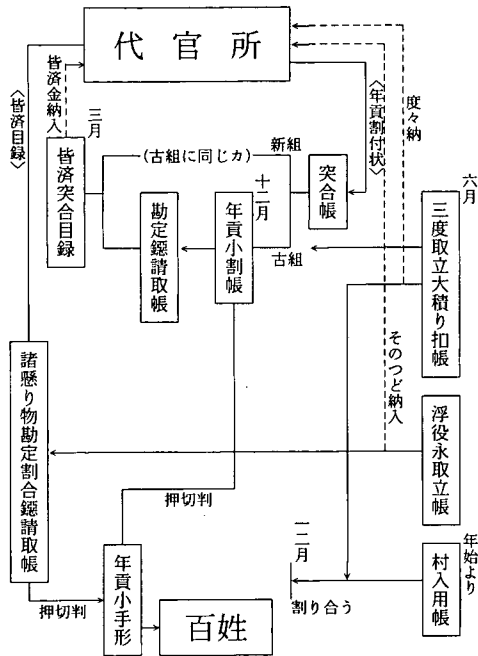 代官所
〈皆済目録〉
皆済金納入
三月
皆済突合目録
(古組に同じカ)
新組
十二月
勘定鐚請取帳
年貢小割帳
古組
突合帳
〈年貢割付状〉
度々納
六月
三度取立大積り扣帳
そのつど納入
浮役永取立帳
諸懸り物勘定割合鐚請取帳
押切判
押切判
年貢小手形
百姓
一二月
割り合う
年始より
村入用帳